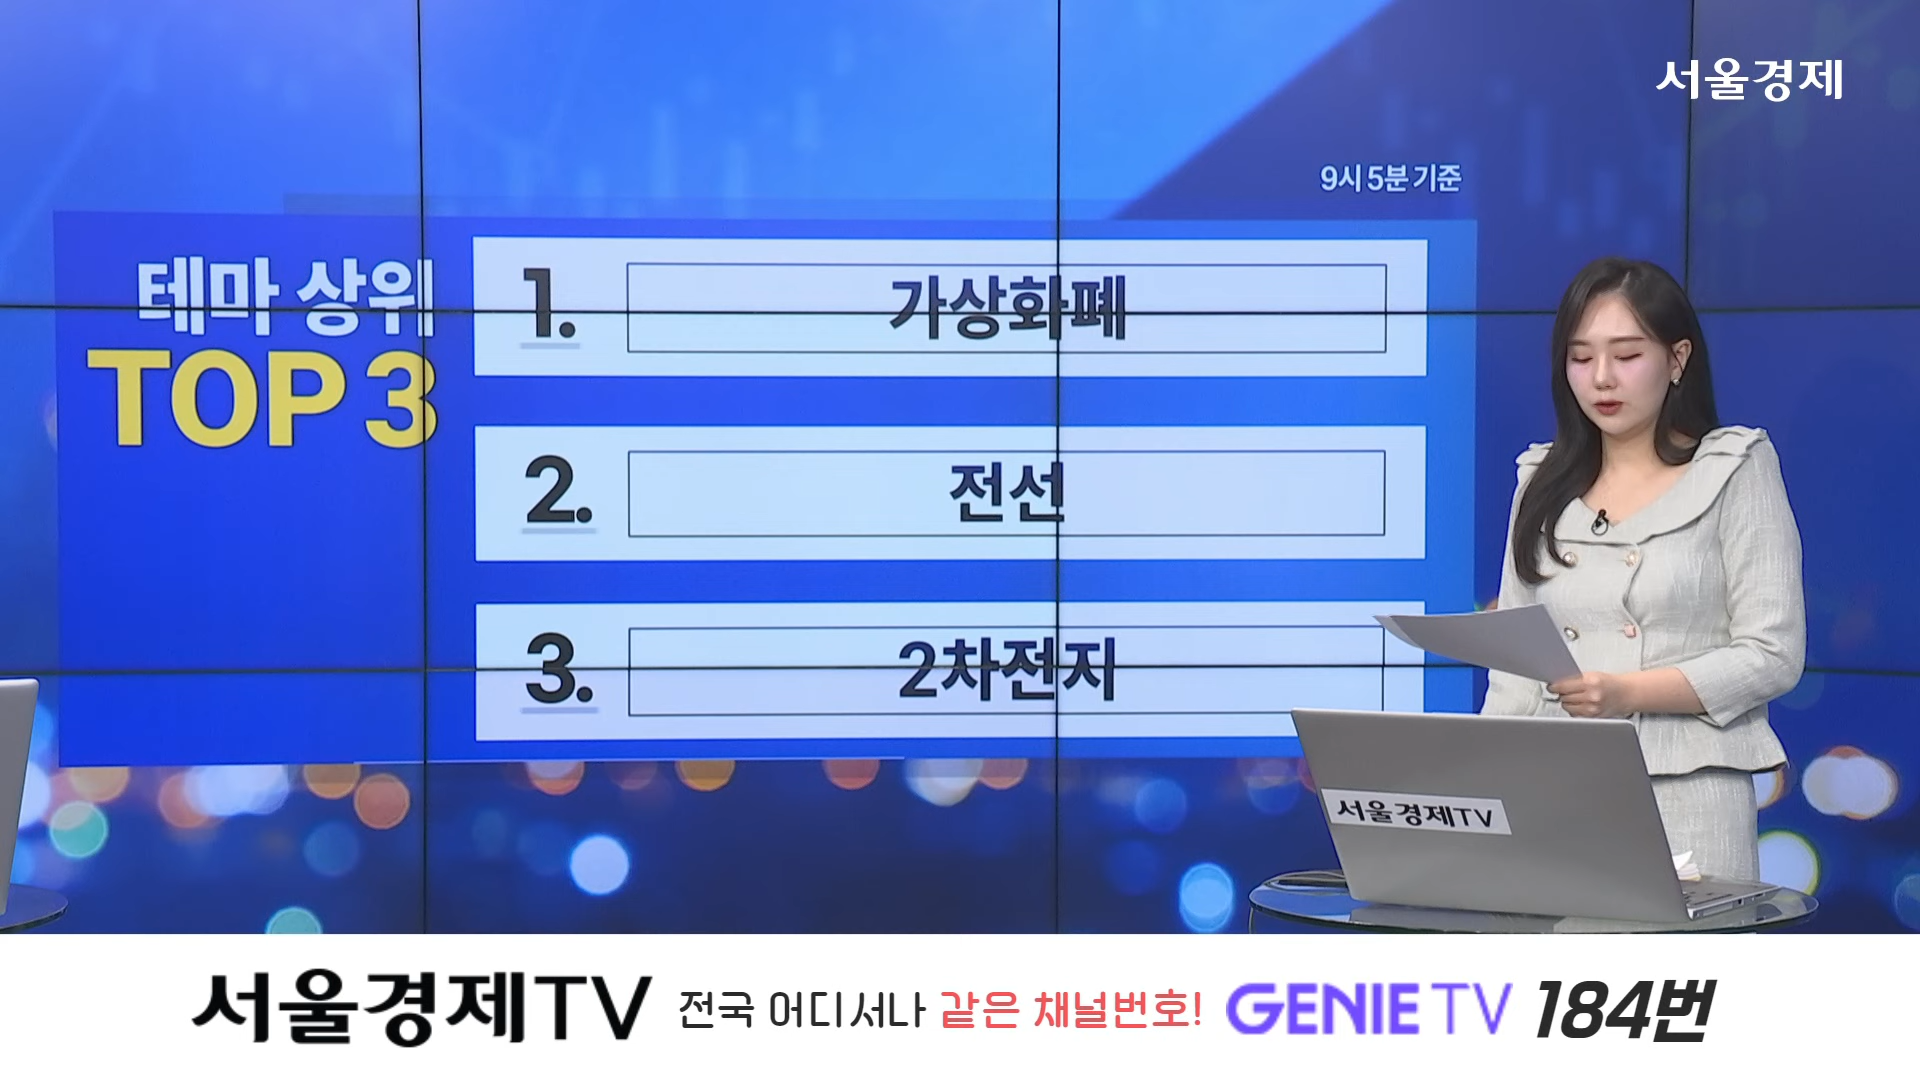 서울경제
9시 5분 기준
테마 상위
TOP 3
1. 가상화폐
2. 전선
3. 2차전지
서울경제TV
서울경제TV 전국 어디서나 같은 채널번호! GENIE TV 184번